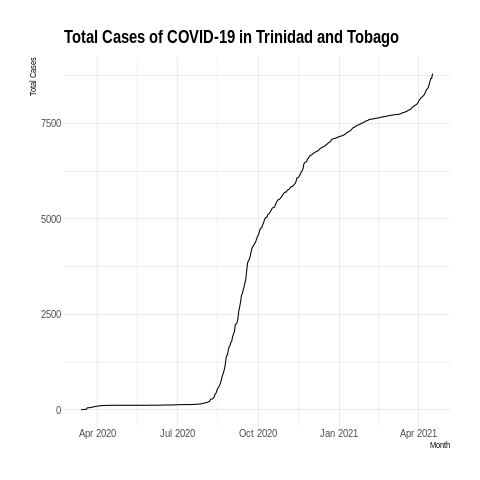 Total Cases of COVID-19 in Trinidad and Tobago
Total Cases
7500
5000
2500
0
Apr 2020 Jul 2020 Oct 2020 Jan 2021 Apr 2021
Month